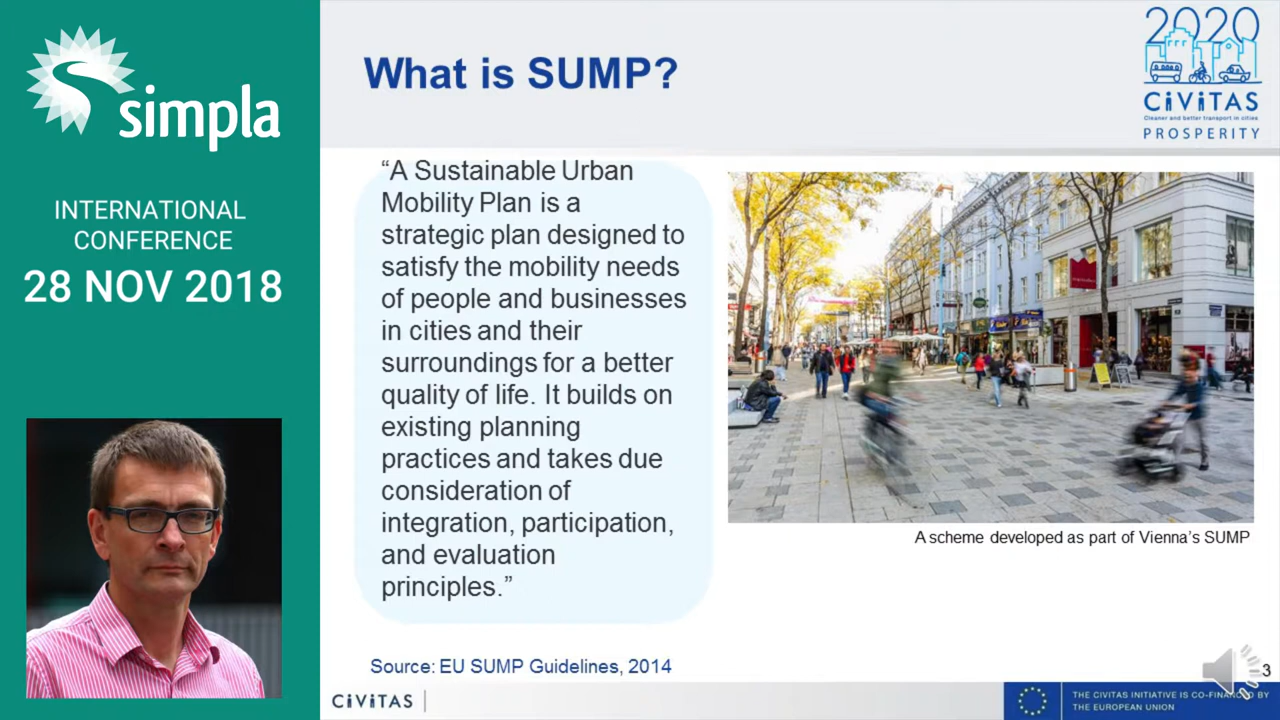 simpla
INTERNATIONAL
CONFERENCE
28 NOV 2018
What is SUMP?
2020
CiViTAS
Cleaner and better transport in cities
PROSPERITY
“A Sustainable Urban
Mobility Plan is a
strategic plan designed to
satisfy the mobility needs
of people and businesses
in cities and their
surroundings for a better
quality of life. It builds on
existing planning
practices and takes due
consideration of
integration, participation,
and evaluation
principles.”
A scheme developed as part of Vienna’s SUMP
Source: EU SUMP Guidelines, 2014
3
CiViTAS
THE CIVITAS INITIATIVE IS CO-FINANCED BY
THE EUROPEAN UNION